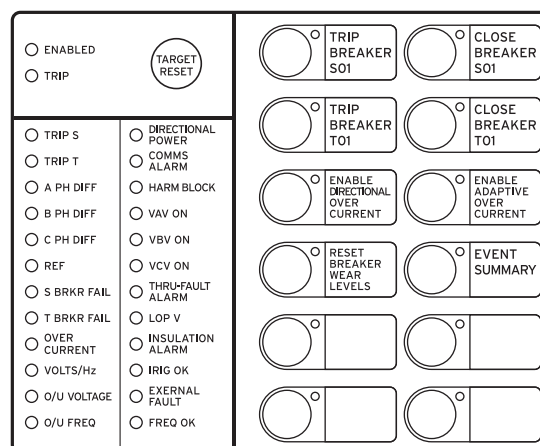 ENABLED
TRIP
TARGET
RESET
TRIP S
TRIP T
A PH DIFF
B PH DIFF
C PH DIFF
REF
S BRKR FAIL
T BRKR FAIL
OVER
CURRENT
VOLTS/Hz
O/U VOLTAGE
O/U FREQ
DIRECTIONAL
POWER
COMMS
ALARM
HARM BLOCK
VAV ON
VBV ON
VCV ON
THRU-FAULT
ALARM
LOP V
INSULATION
ALARM
IRIG OK
EXERNAL
FAULT
FREQ OK
TRIP
BREAKER
S01
CLOSE
BREAKER
S01
TRIP
BREAKER
T01
CLOSE
BREAKER
T01
ENABLE
DIRECTIONAL
OVER
CURRENT
ENABLE
ADAPTIVE
OVER
CURRENT
RESET
BREAKER
WEAR
LEVELS
EVENT
SUMMARY